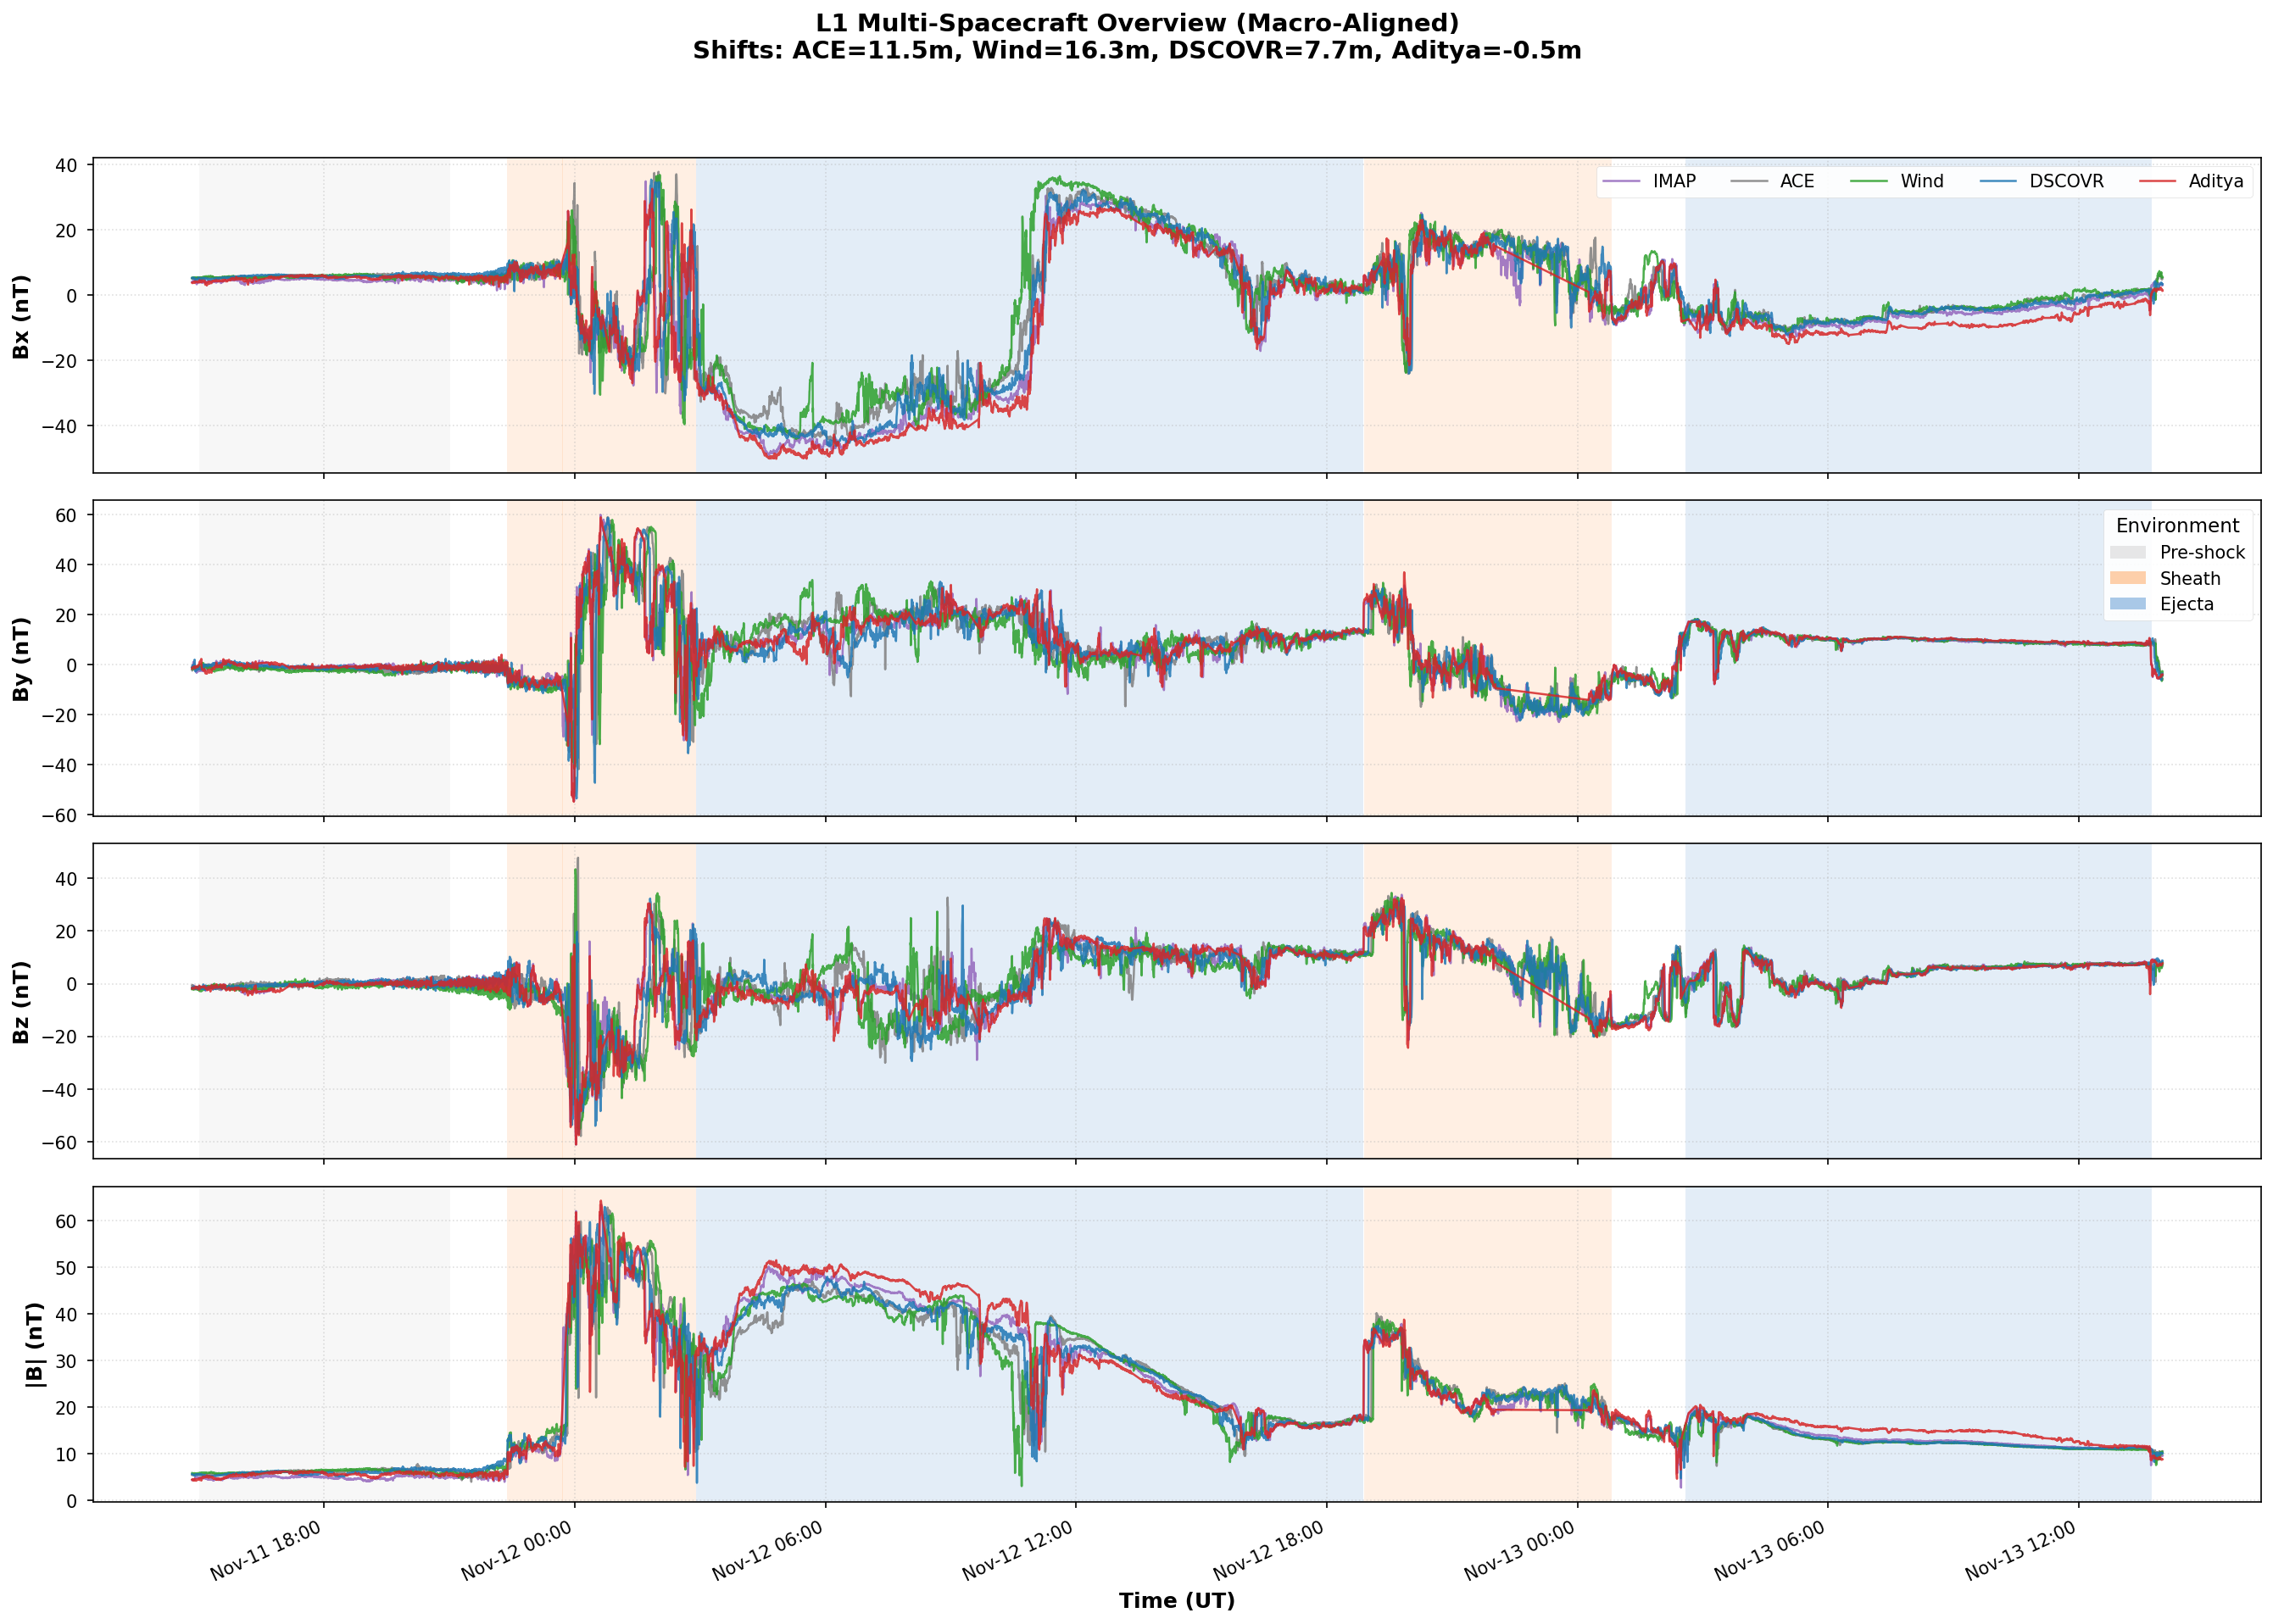 L1 Multi-Spacecraft Overview (Macro-Aligned)
Shifts: ACE=11.5m, Wind=16.3m, DSCOVR=7.7m, Aditya=-0.5m
Bx (nT)
40
20
0
−20
−40
IMAP ACE Wind DSCOVR Aditya
By (nT)
60
40
20
0
−20
−40
−60
Environment
Pre-shock
Sheath
Ejecta
Bz (nT)
40
20
0
−20
−40
−60
|B| (nT)
60
50
40
30
20
10
0
Nov-11 18:00
Nov-12 00:00
Nov-12 06:00
Nov-12 12:00
Nov-12 18:00
Nov-13 00:00
Nov-13 06:00
Nov-13 12:00
Time (UT)